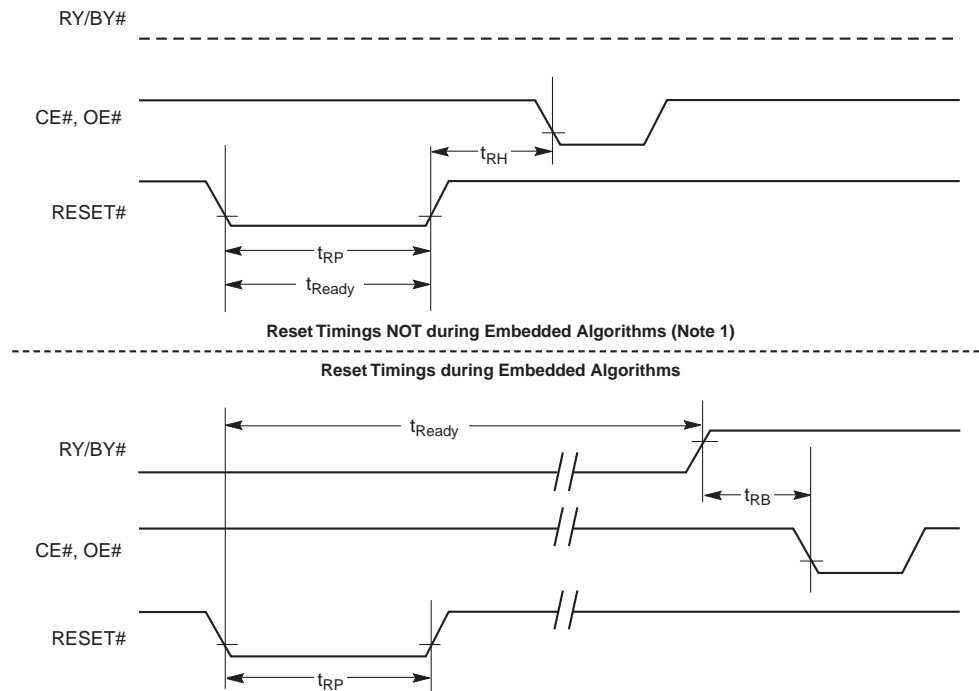 RY/BY#
CE#, OE#
tRH
RESET#
tRP
tReady
Reset Timings NOT during Embedded Algorithms (Note 1)
Reset Timings during Embedded Algorithms
tReady
RY/BY#
tRB
CE#, OE#
RESET#
tRP